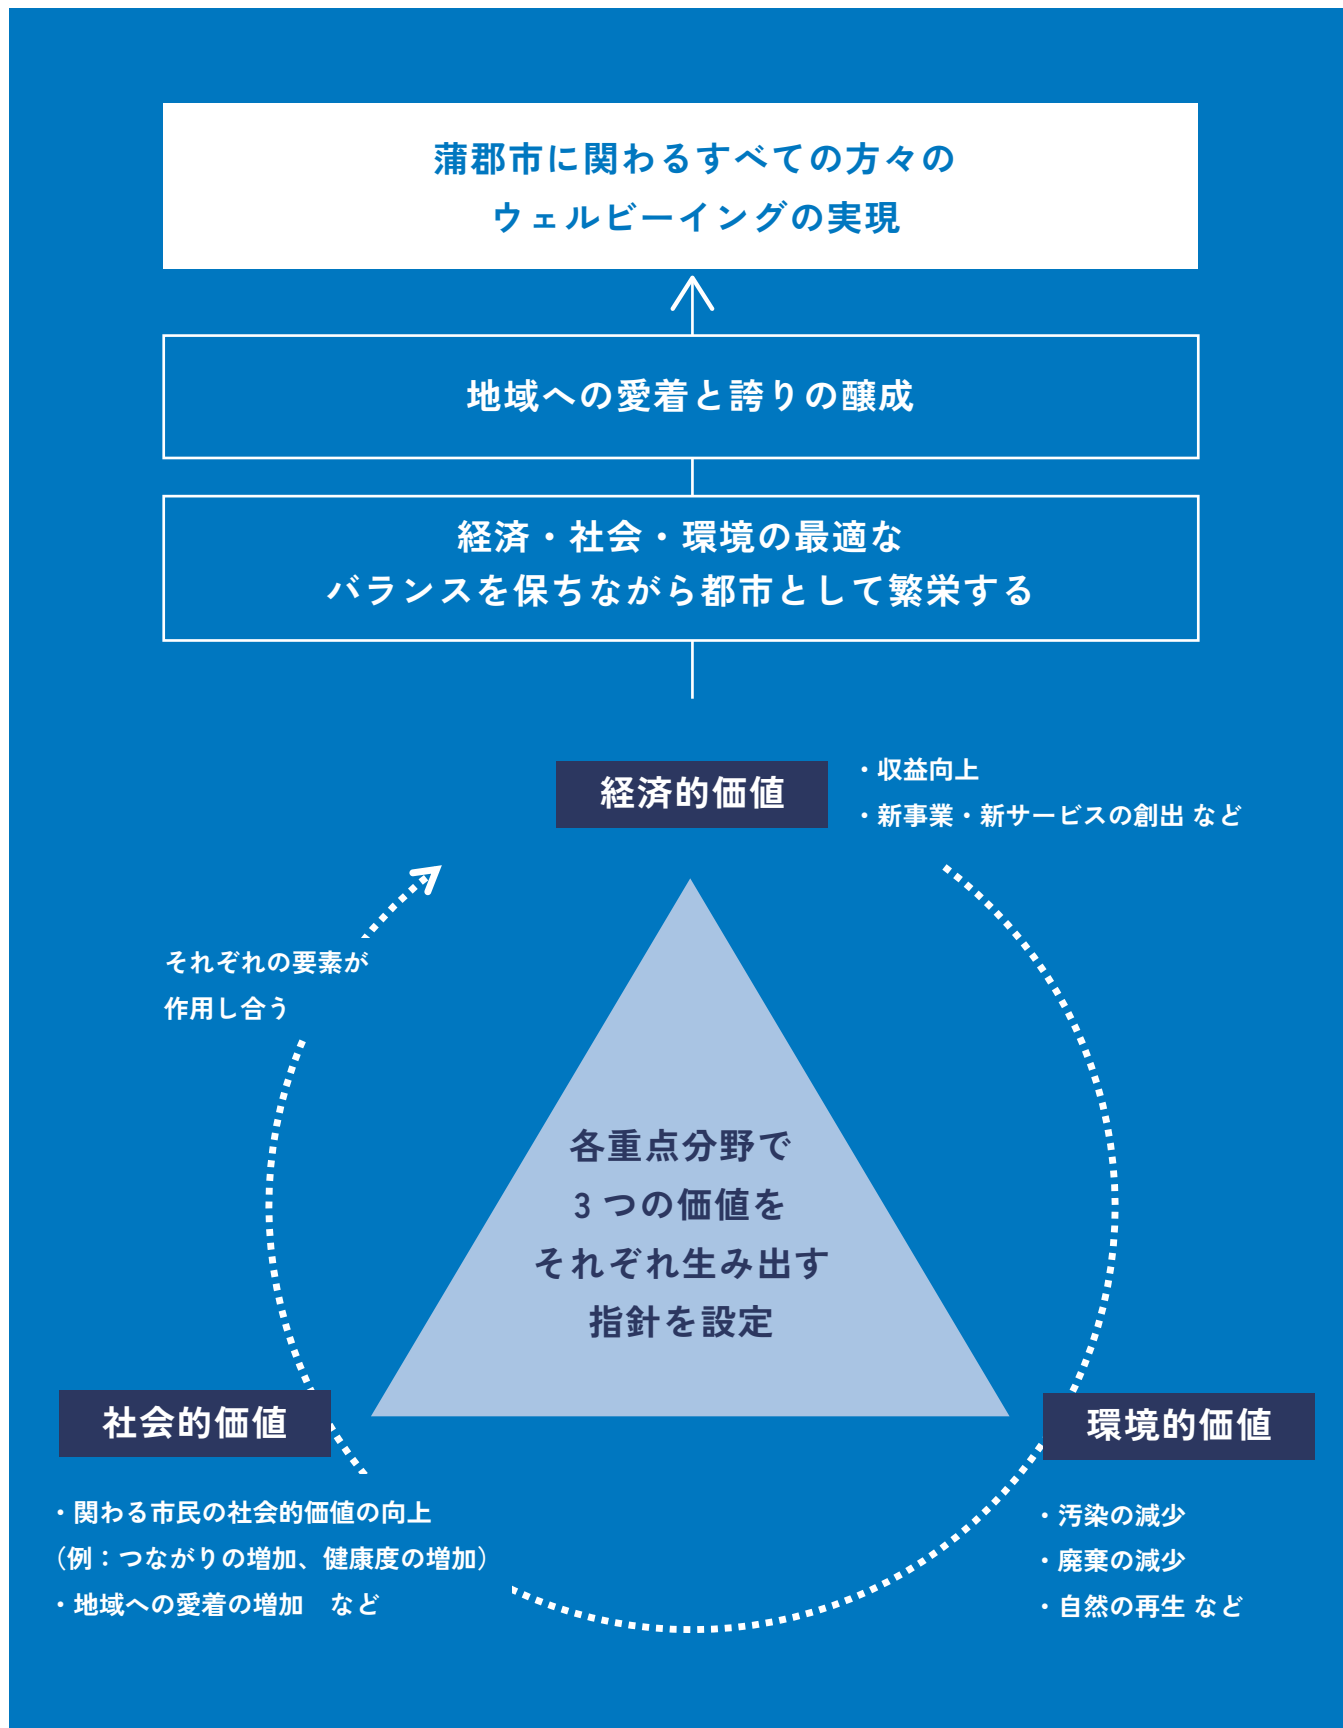 蒲郡市に関わるすべての方々の
ウェルビーイングの実現
地域への愛着と誇りの醸成
経済・社会・環境の最適な
バランスを保ちながら都市として繁栄する
経済的価値
・収益向上
・新事業・新サービスの創出 など
それぞれの要素が
作用し合う
各重点分野で
3 つの価値を
それぞれ生み出す
指針を設定
社会的価値
・関わる市民の社会的価値の向上
（例：つながりの増加、健康度の増加）
・地域への愛着の増加　など
環境的価値
・汚染の減少
・廃棄の減少
・自然の再生 など